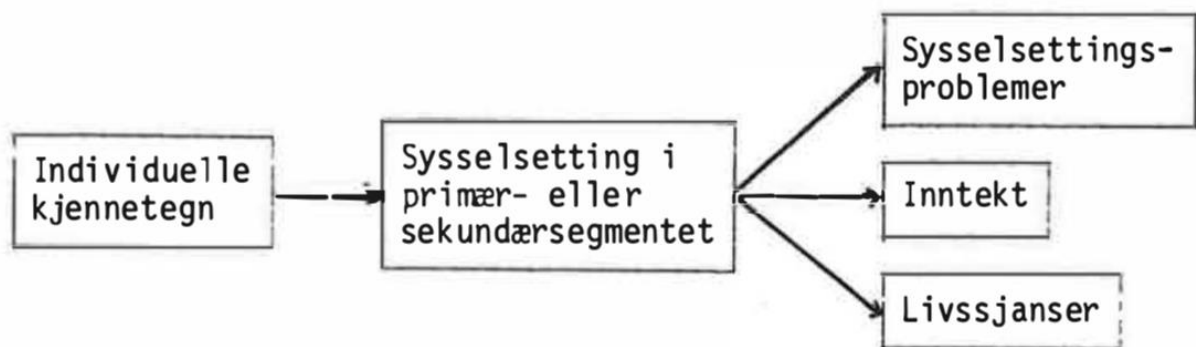 Individuelle
kjennetegn
Sysselsetting i
primær- eller
sekundærsegmentet
Sysselsettings-
problemer
Inntekt
Livssjanser